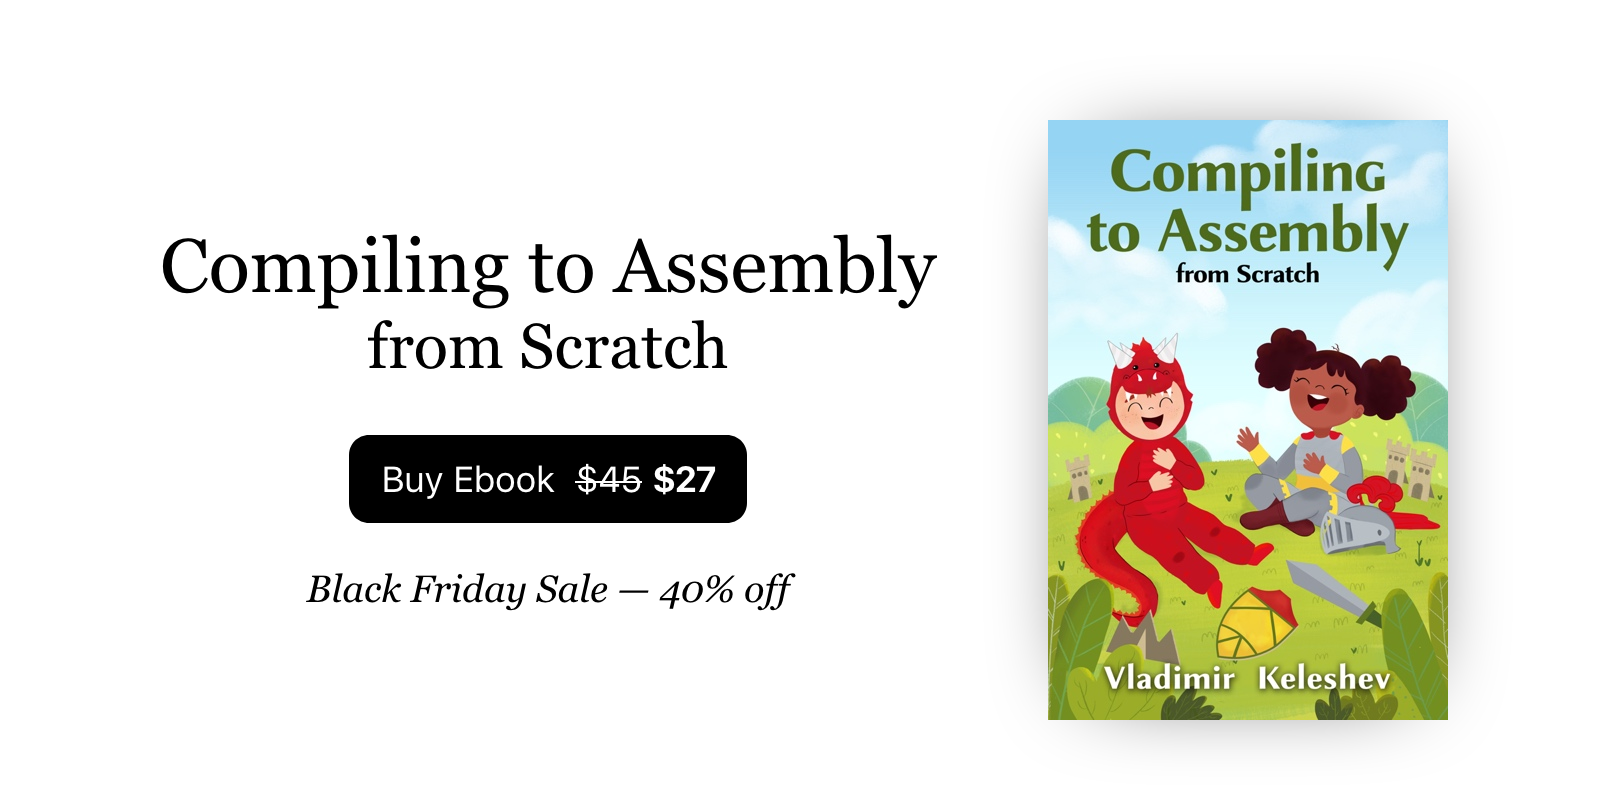 Compiling to Assembly
from Scratch
Buy Ebook $45 $27
Black Friday Sale — 40% off
Compiling
to Assembly
from Scratch
Vladimir Keleshev